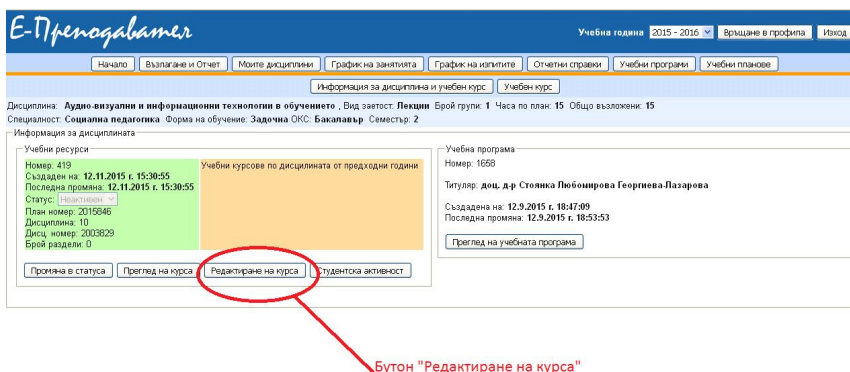 Е-Преподавател
Учебна година 2015 - 2016 Връщане в профила Изход
Начало Възлагане и Отчет Моите дисциплини График на занятията График на изпитите Отчетни справки Учебни програми Учебни планове
Информация за дисциплина и учебен курс Учебен курс
Дисциплина: Аудио-визуални и информационни технологии в обучението , Вид заетост: Лекции Брой групи: 1 Часа по план: 15 Общо възложени: 15
Специалност: Социална педагогика Форма на обучение: Задочна ОКС: Бакалавър Семестър: 2
Информация за дисциплината
Учебни ресурси
Номер: 419
Създаден на: 12.11.2015 г. 15:30:55
Последна промяна: 12.11.2015 г. 15:30:55
Статус: Неактивен
План номер: 2015846
Дисциплина: 10
Дисц. номер: 2003829
Брой раздели: 0
Учебни курсове по дисциплината от предходни години
Промяна в статуса Преглед на курса Редактиране на курса Студентска активност
Учебна програма
Номер: 1658
Титуляр: доц. д-р Стоянка Любомирова Георгиева-Лазарова
Създадена на: 12.9.2015 г. 18:47:09
Последна промяна: 12.9.2015 г. 18:53:53
Преглед на учебната програма
Бутон "Редактиране на курса"